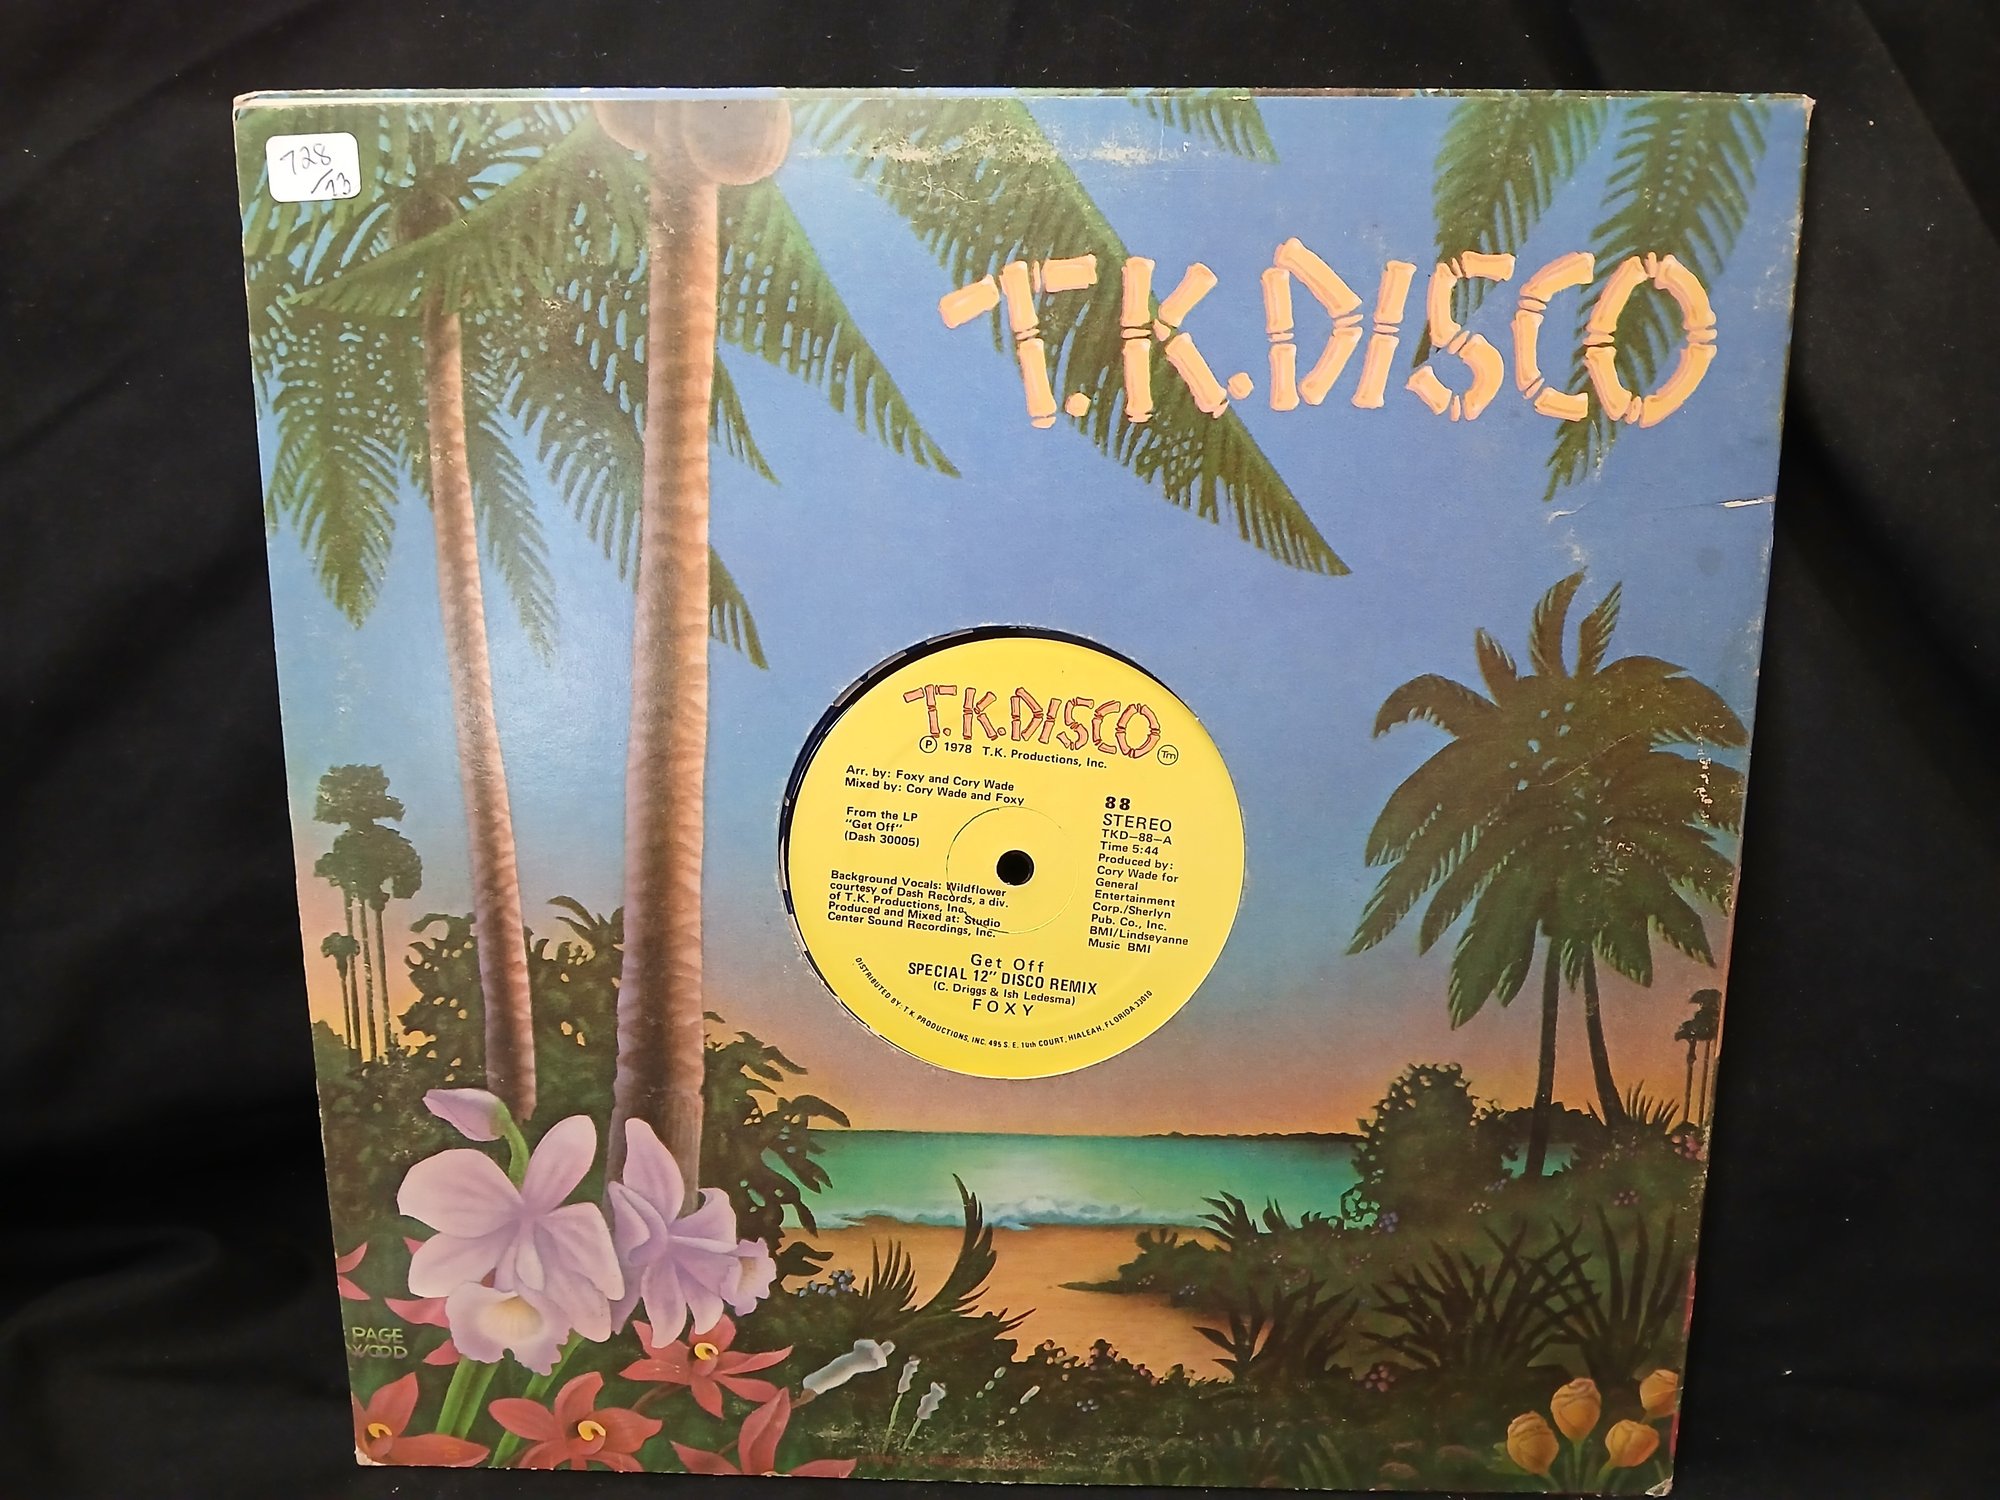 728
/13
T.K.DISCO
T.K.DISCO
Ⓟ 1978 T.K. Productions, Inc.
Tm
Arr. by: Foxy and Cory Wade
Mixed by: Cory Wade and Foxy
From the LP
"Get Off"
(Dash 30005)
Background Vocals: Wildflower
courtesy of Dash Records, a div.
of T.K. Productions, Inc.
Produced and Mixed at: Studio
Center Sound Recordings, Inc.
88
STEREO
TKD-88-A
Time 5:44
Produced by:
Cory Wade for
General
Entertainment
Corp./Sherlyn
Pub. Co., Inc.
BMI/Lindseyanne
Music BMI
Get Off
SPECIAL 12" DISCO REMIX
(C. Driggs & Ish Ledesma)
FOXY
DISTRIBUTED BY: T.K. PRODUCTIONS, INC. 495 S. E. 10th COURT, HIALEAH, FLORIDA 33010
PAGE
WOOD